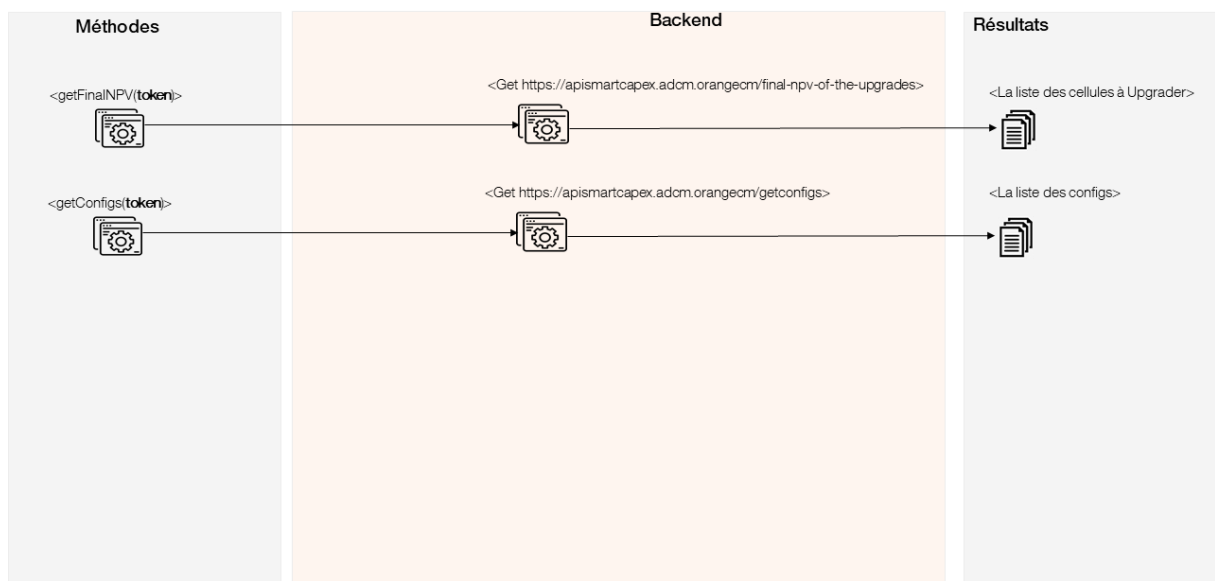 Méthodes
Backend
Résultats
<getFinalNPV(token)>
<Get https://apismartcapex.adcm.orangecm/final-npv-of-the-upgrades>
<La liste des cellules à Upgrader>
<getConfigs(token)>
<Get https://apismartcapex.adcm.orangecm/getconfigs>
<La liste des configs>